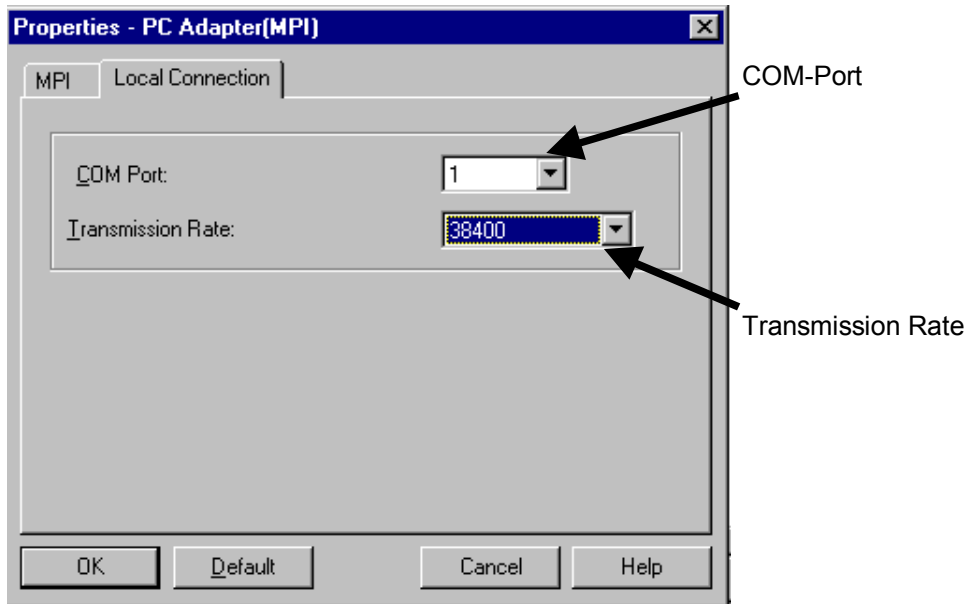 Properties - PC Adapter(MPI)
MPI Local Connection
COM-Port
COM Port: 1
Transmission Rate: 38400
Transmission Rate
OK Default Cancel Help